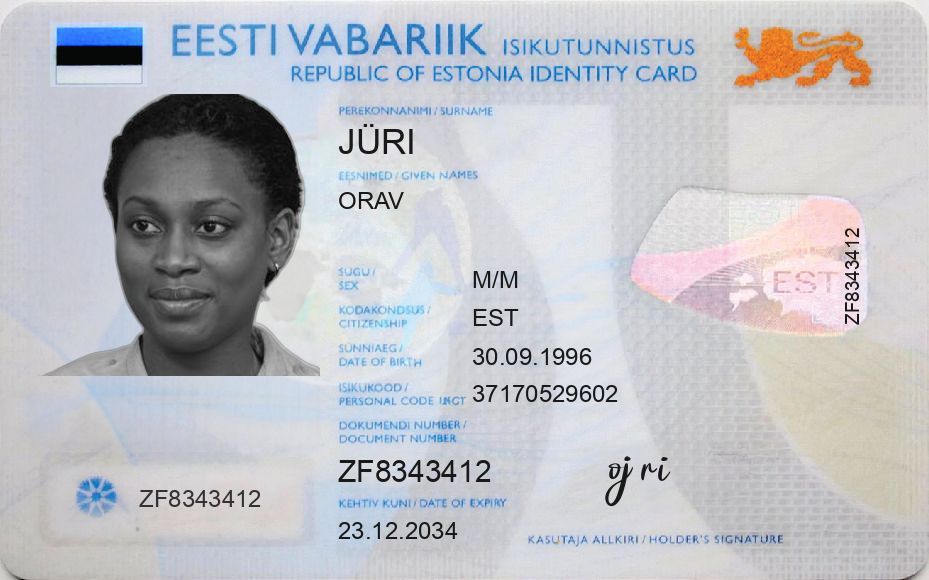 EESTI VABARIIK ISIKUTUNNISTUS
REPUBLIC OF ESTONIA IDENTITY CARD
PEREKONNANIMI / SURNAME
JÜRI
EESNIMED / GIVEN NAMES
ORAV
SUGU /
SEX
M/M
KODAKONDSUS /
CITIZENSHIP
EST
SÜNNIAEG /
DATE OF BIRTH
30.09.1996
ISIKUKOOD /
PERSONAL CODE
37170529602
DOKUMENDI NUMBER /
DOCUMENT NUMBER
ZF8343412
KEHTIV KUNI / DATE OF EXPIRY
23.12.2034
ZF8343412
EST
ZF8343412
oj ri
KASUTAJA ALLKIRI / HOLDER'S SIGNATURE